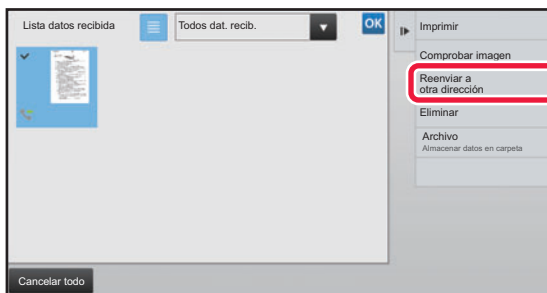 Lista datos recibida
Todos dat. recib.
OK
Imprimir
Comprobar imagen
Reenviar a
otra dirección
Eliminar
Archivo
Almacenar datos en carpeta
Cancelar todo